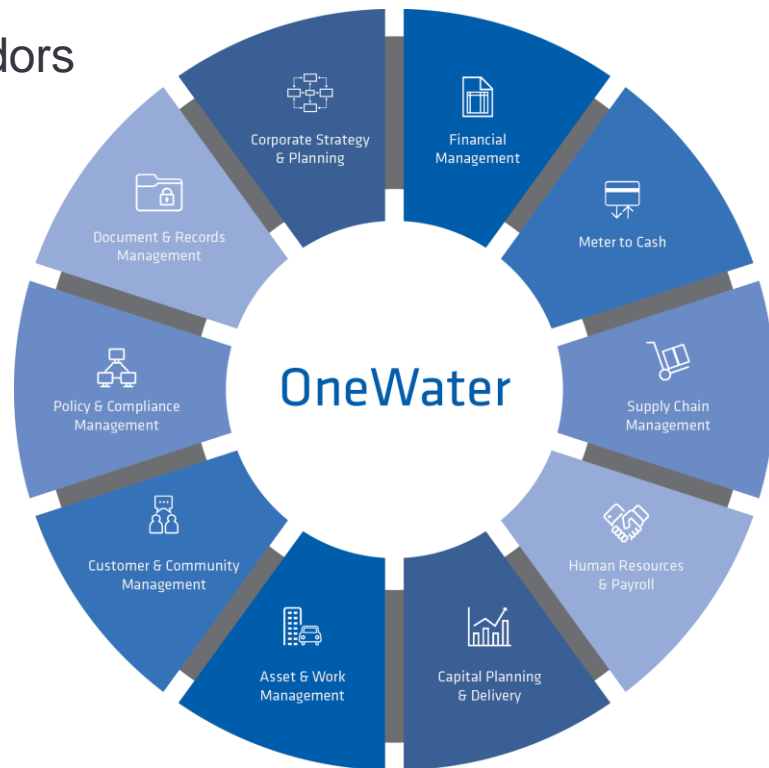 dors
Corporate Strategy
& Planning
Financial
Management
Meter to Cash
Supply Chain
Management
Human Resources
& Payroll
Capital Planning
& Delivery
Asset & Work
Management
Customer & Community
Management
Policy & Compliance
Management
Document & Records
Management
OneWater